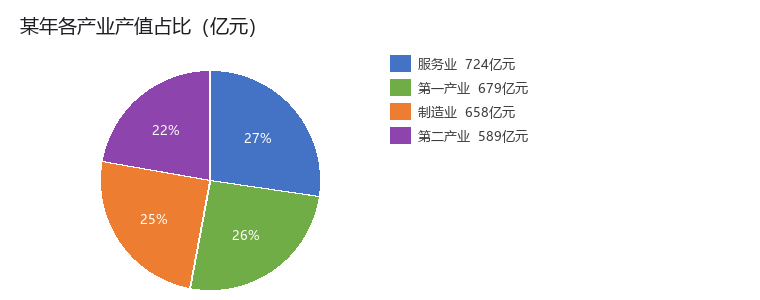 某年各产业产值占比（亿元）
服务业 724亿元
第一产业 679亿元
制造业 658亿元
第二产业 589亿元
22%
27%
25%
26%